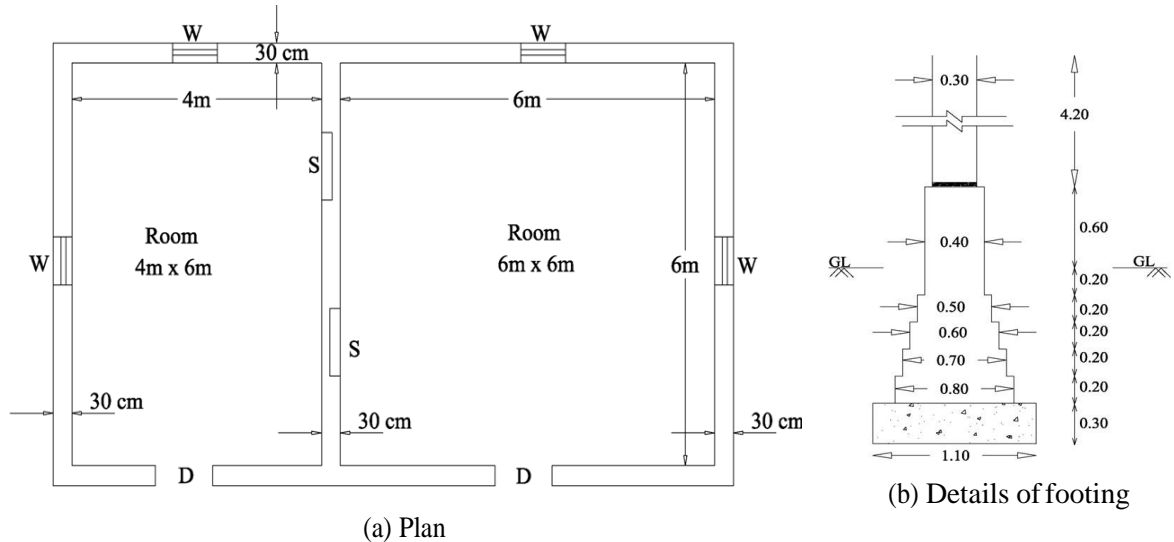 W
W
30 cm
4m
6m
S
Room
4m x 6m
Room
6m x 6m
6m
W
W
S
30 cm
30 cm
30 cm
D
D
(a) Plan
0.30
4.20
0.60
0.40
GL
GL
0.20
0.50
0.20
0.60
0.20
0.70
0.20
0.80
0.20
0.30
1.10
(b) Details of footing